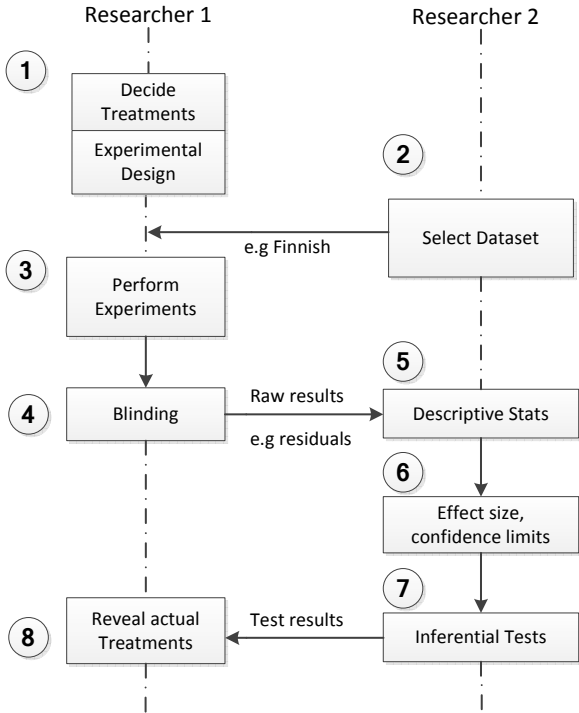 Researcher 1
Researcher 2
1
Decide
Treatments
Experimental
Design
2
Select Dataset
e.g Finnish
3
Perform
Experiments
4
Blinding
Raw results
e.g residuals
5
Descriptive Stats
6
Effect size,
confidence limits
7
Inferential Tests
Test results
8
Reveal actual
Treatments